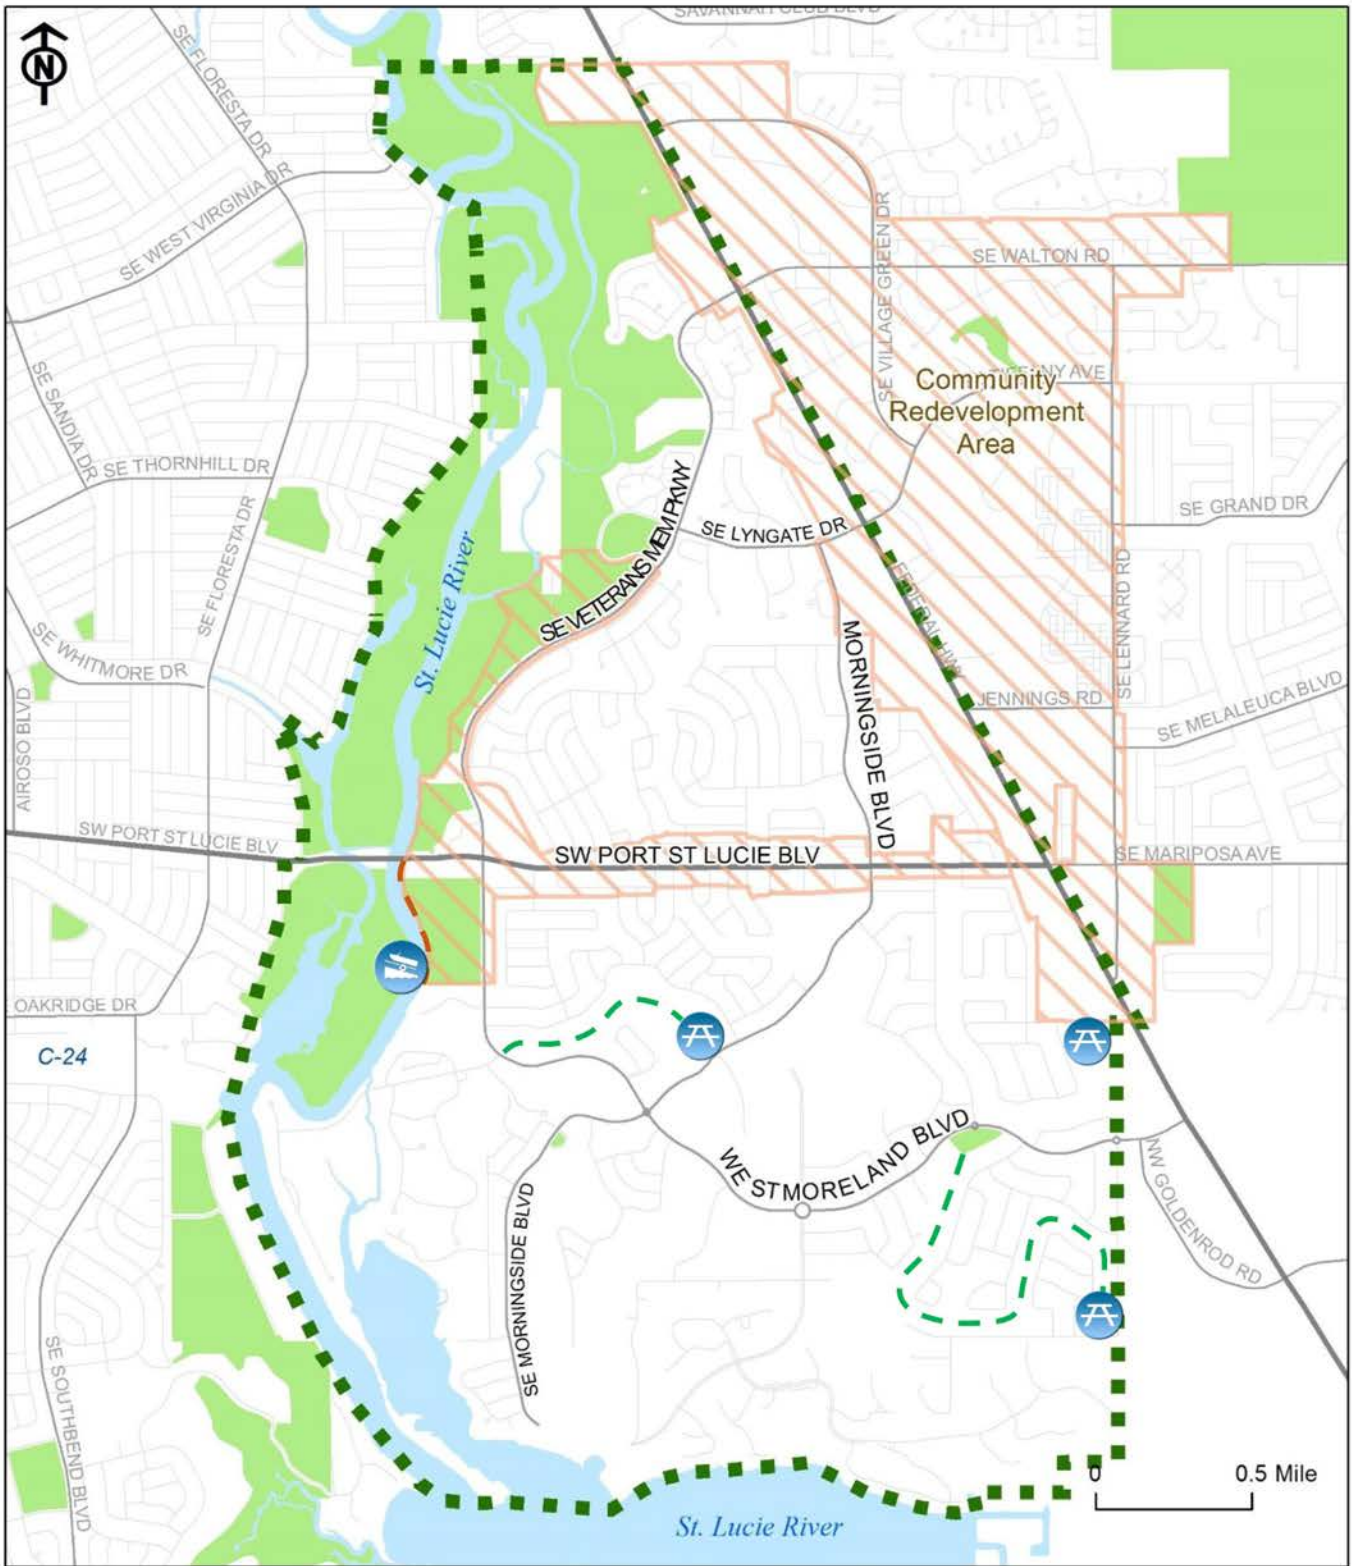 SAVANNAH CLUB BLVD
N
SE FLORESTA DR
DR
SE WEST VIRGINIA DR
SE VILLAGE GREEN DR
SE WALTON RD
Community
Redevelopment
Area
SE SANDIA DR
SE THORNHILL DR
SE VETERANS MEM PKWY
SE LYNGATE DR
SE GRAND DR
SE FLORESTA DR
St. Lucie River
FEDERAL HWY
SE LENNARD RD
SE WHITMORE DR
MORNINGSIDE BLVD
JENNINGS RD
SE MELALEUCA BLVD
AIROSO BLVD
SW PORT ST LUCIE BLV
SW PORT ST LUCIE BLV
SE MARIPOSA AVE
OAKRIDGE DR
C-24
WESTMORELAND BLVD
NW GOLDENROD RD
SE MORNINGSIDE BLVD
SE SOUTHBEND BLVD
0
0.5 Mile
St. Lucie River